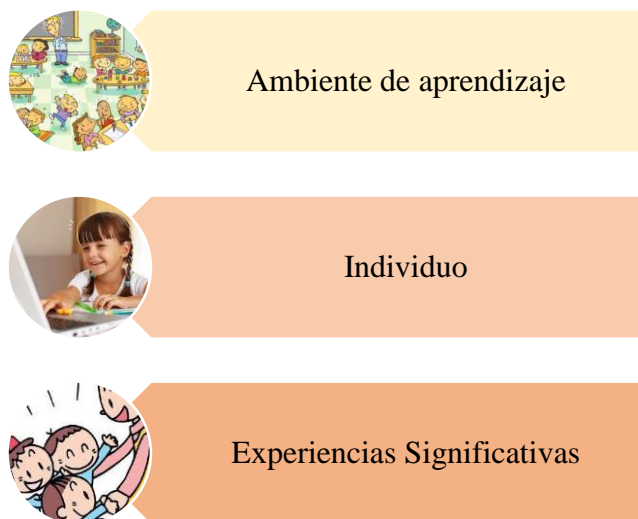 Ambiente de aprendizaje
Individuo
Experiencias Significativas